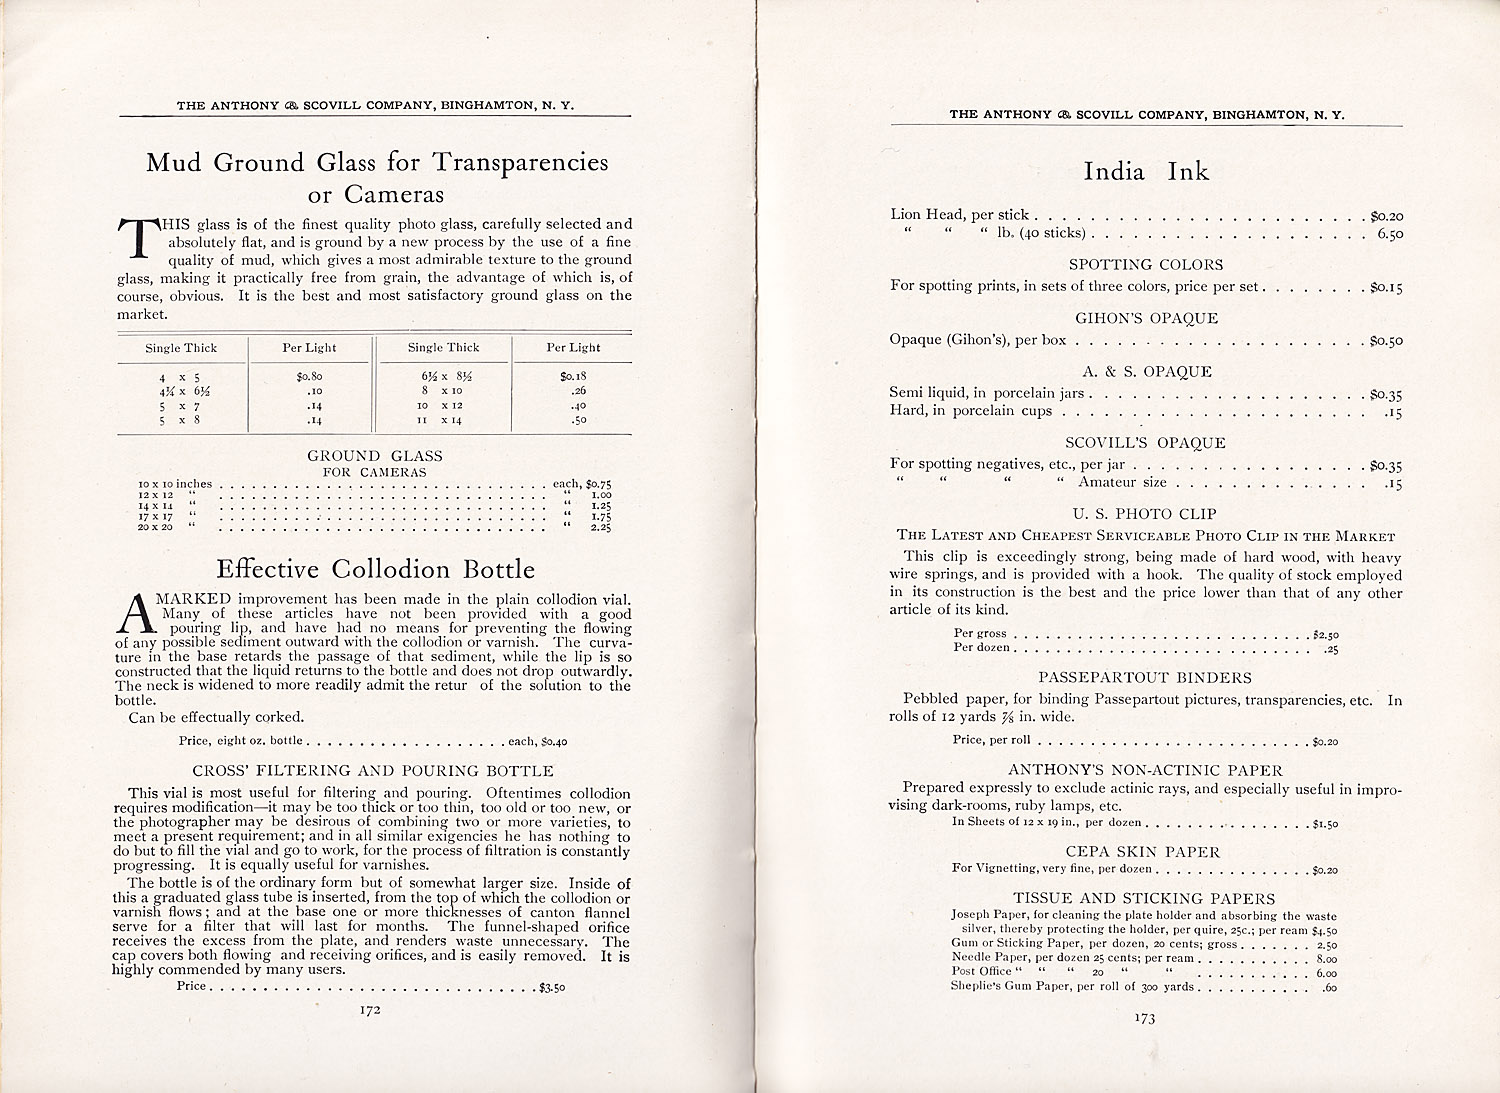 THE ANTHONY & SCOVILL COMPANY, BINGHAMTON, N. Y.
Mud Ground Glass for Transparencies
or Cameras
THIS glass is of the finest quality photo glass, carefully selected and
absolutely flat, and is ground by a new process by the use of a fine
quality of mud, which gives a most admirable texture to the ground
glass, making it practically free from grain, the advantage of which is, of
course, obvious. It is the best and most satisfactory ground glass on the
market.
Single Thick Per Light Single Thick Per Light
4 x 5 $0.80 6½ x 8½ $0.18
4¼ x 6½ .10 8 x 10 .26
5 x 7 .14 10 x 12 .40
5 x 8 .14 11 x 14 .50
GROUND GLASS
FOR CAMERAS
10 x 10 inches . . . . . . . . . . each, $0.75
12 x 12 “ . . . . . . . . . . “ 1.00
14 x 14 “ . . . . . . . . . . “ 1.25
17 x 17 “ . . . . . . . . . . “ 1.75
20 x 20 “ . . . . . . . . . . “ 2.25
Effective Collodion Bottle
A MARKED improvement has been made in the plain collodion vial.
Many of these articles have not been provided with a good
pouring lip, and have had no means for preventing the flowing
of any possible sediment outward with the collodion or varnish. The curva-
ture in the base retards the passage of that sediment, while the lip is so
constructed that the liquid returns to the bottle and does not drop outwardly.
The neck is widened to more readily admit the retur of the solution to the
bottle.
Can be effectually corked.
Price, eight oz. bottle . . . . . . . . . . each, $0.40
CROSS’ FILTERING AND POURING BOTTLE
This vial is most useful for filtering and pouring. Oftentimes collodion
requires modification—it may be too thick or too thin, too old or too new, or
the photographer may be desirous of combining two or more varieties, to
meet a present requirement; and in all similar exigencies he has nothing to
do but to fill the vial and go to work, for the process of filtration is constantly
progressing. It is equally useful for varnishes.
The bottle is of the ordinary form but of somewhat larger size. Inside of
this a graduated glass tube is inserted, from the top of which the collodion or
varnish flows; and at the base one or more thicknesses of canton flannel
serve for a filter that will last for months. The funnel-shaped orifice
receives the excess from the plate, and renders waste unnecessary. The
cap covers both flowing and receiving orifices, and is easily removed. It is
highly commended by many users.
Price . . . . . . . . . . $3.50
172
THE ANTHONY & SCOVILL COMPANY, BINGHAMTON, N. Y.
India Ink
Lion Head, per stick . . . . . . . . . . $0.20
“ “ “ lb. (40 sticks) . . . . . . . . . . 6.50
SPOTTING COLORS
For spotting prints, in sets of three colors, price per set . . . . . . . . $0.15
GIHON’S OPAQUE
Opaque (Gihon’s), per box . . . . . . . . . . $0.50
A. & S. OPAQUE
Semi liquid, in porcelain jars . . . . . . . . . . $0.35
Hard, in porcelain cups . . . . . . . . . . .15
SCOVILL’S OPAQUE
For spotting negatives, etc., per jar . . . . . . . . . . $0.35
“ “ “ “ Amateur size . . . . . . . . . . .15
U. S. PHOTO CLIP
THE LATEST AND CHEAPEST SERVICEABLE PHOTO CLIP IN THE MARKET
This clip is exceedingly strong, being made of hard wood, with heavy
wire springs, and is provided with a hook. The quality of stock employed
in its construction is the best and the price lower than that of any other
article of its kind.
Per gross . . . . . . . . . . $2.50
Per dozen . . . . . . . . . . .25
PASSEPARTOUT BINDERS
Pebbled paper, for binding Passepartout pictures, transparencies, etc. In
rolls of 12 yards ⅞ in. wide.
Price, per roll . . . . . . . . . . $0.20
ANTHONY’S NON-ACTINIC PAPER
Prepared expressly to exclude actinic rays, and especially useful in impro-
vising dark-rooms, ruby lamps, etc.
In Sheets of 12 x 19 in., per dozen . . . . . . . . . . $1.50
CEPA SKIN PAPER
For Vignetting, very fine, per dozen . . . . . . . . . . $0.20
TISSUE AND STICKING PAPERS
Joseph Paper, for cleaning the plate holder and absorbing the waste
silver, thereby protecting the holder, per quire, 25c.; per ream $4.50
Gum or Sticking Paper, per dozen, 20 cents; gross . . . . . . . 2.50
Needle Paper, per dozen 25 cents; per ream . . . . . . . . . . 8.00
Post Office “ “ “ 20 “ “ . . . . . . . . . . 6.00
Sheplie’s Gum Paper, per roll of 300 yards . . . . . . . . . . .60
173